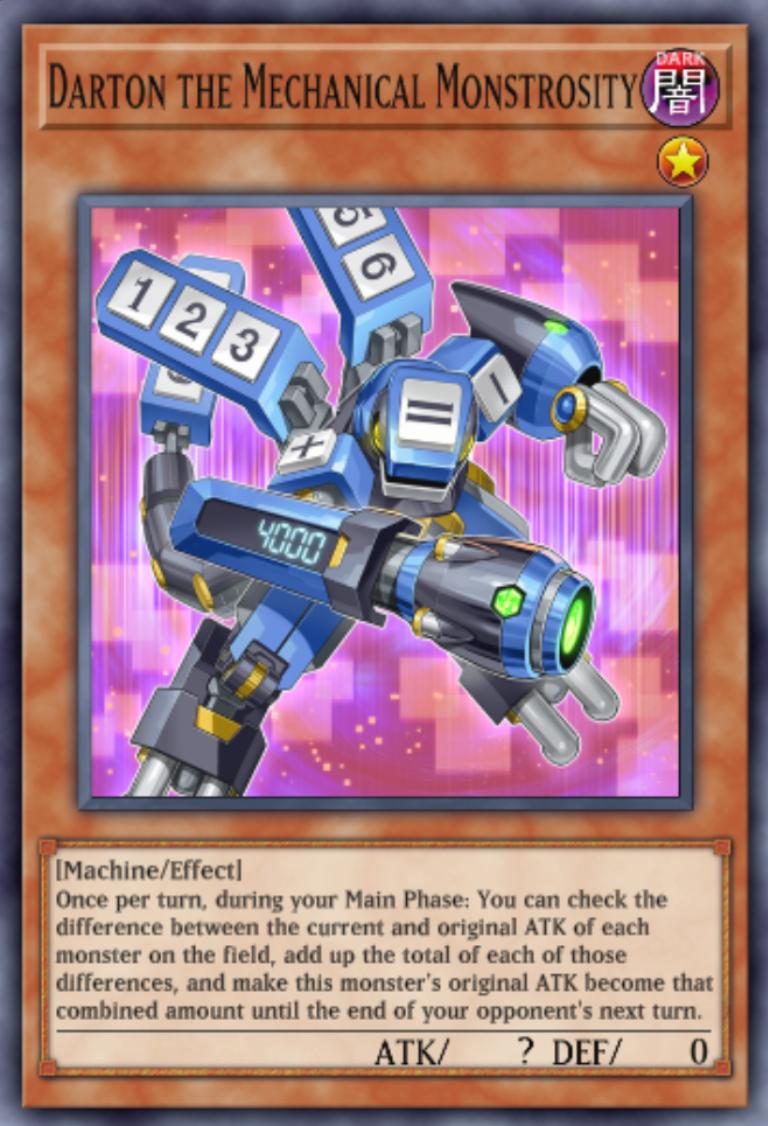 DARTON THE MECHANICAL MONSTROSITY
DARK
闇
5 6
1 2 3
=
−
+
4000
[Machine/Effect]
Once per turn, during your Main Phase: You can check the
difference between the current and original ATK of each
monster on the field, add up the total of each of those
differences, and make this monster's original ATK become that
combined amount until the end of your opponent's next turn.
ATK/ ? DEF/ 0